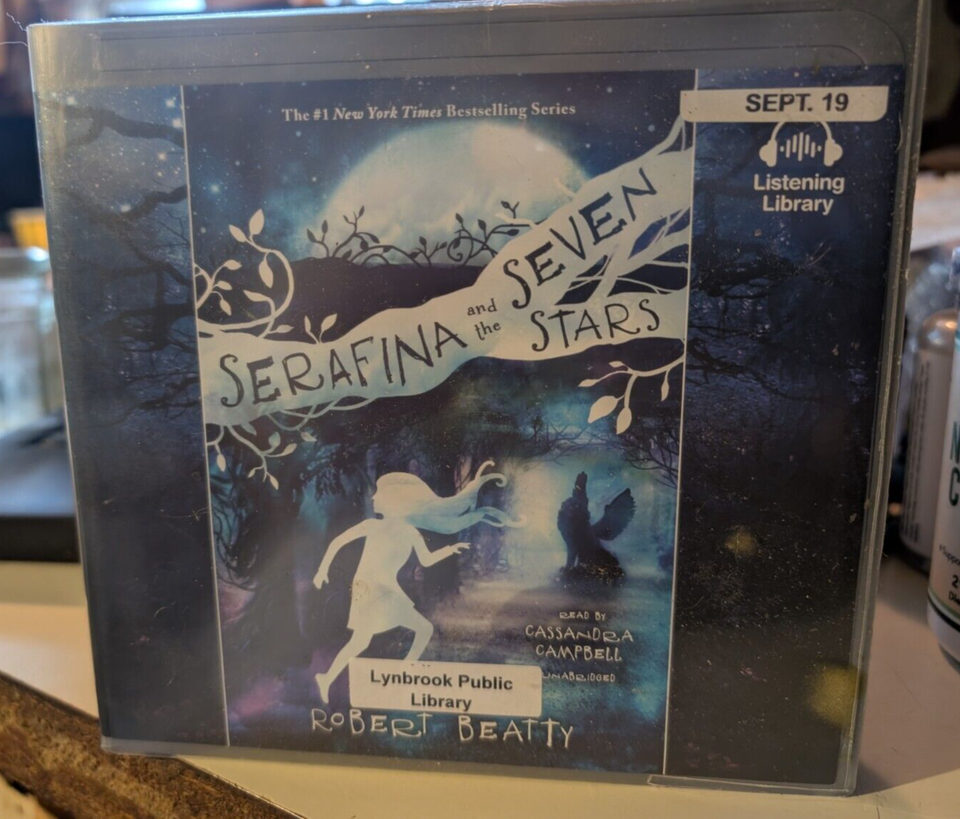 The #1 New York Times Bestselling Series
SEPT. 19
Listening
Library
SERAFINA and the SEVEN
STARS
READ BY
CASSANDRA
CAMPBELL
UNABRIDGED
Lynbrook Public
Library
ROBERT BEATTY